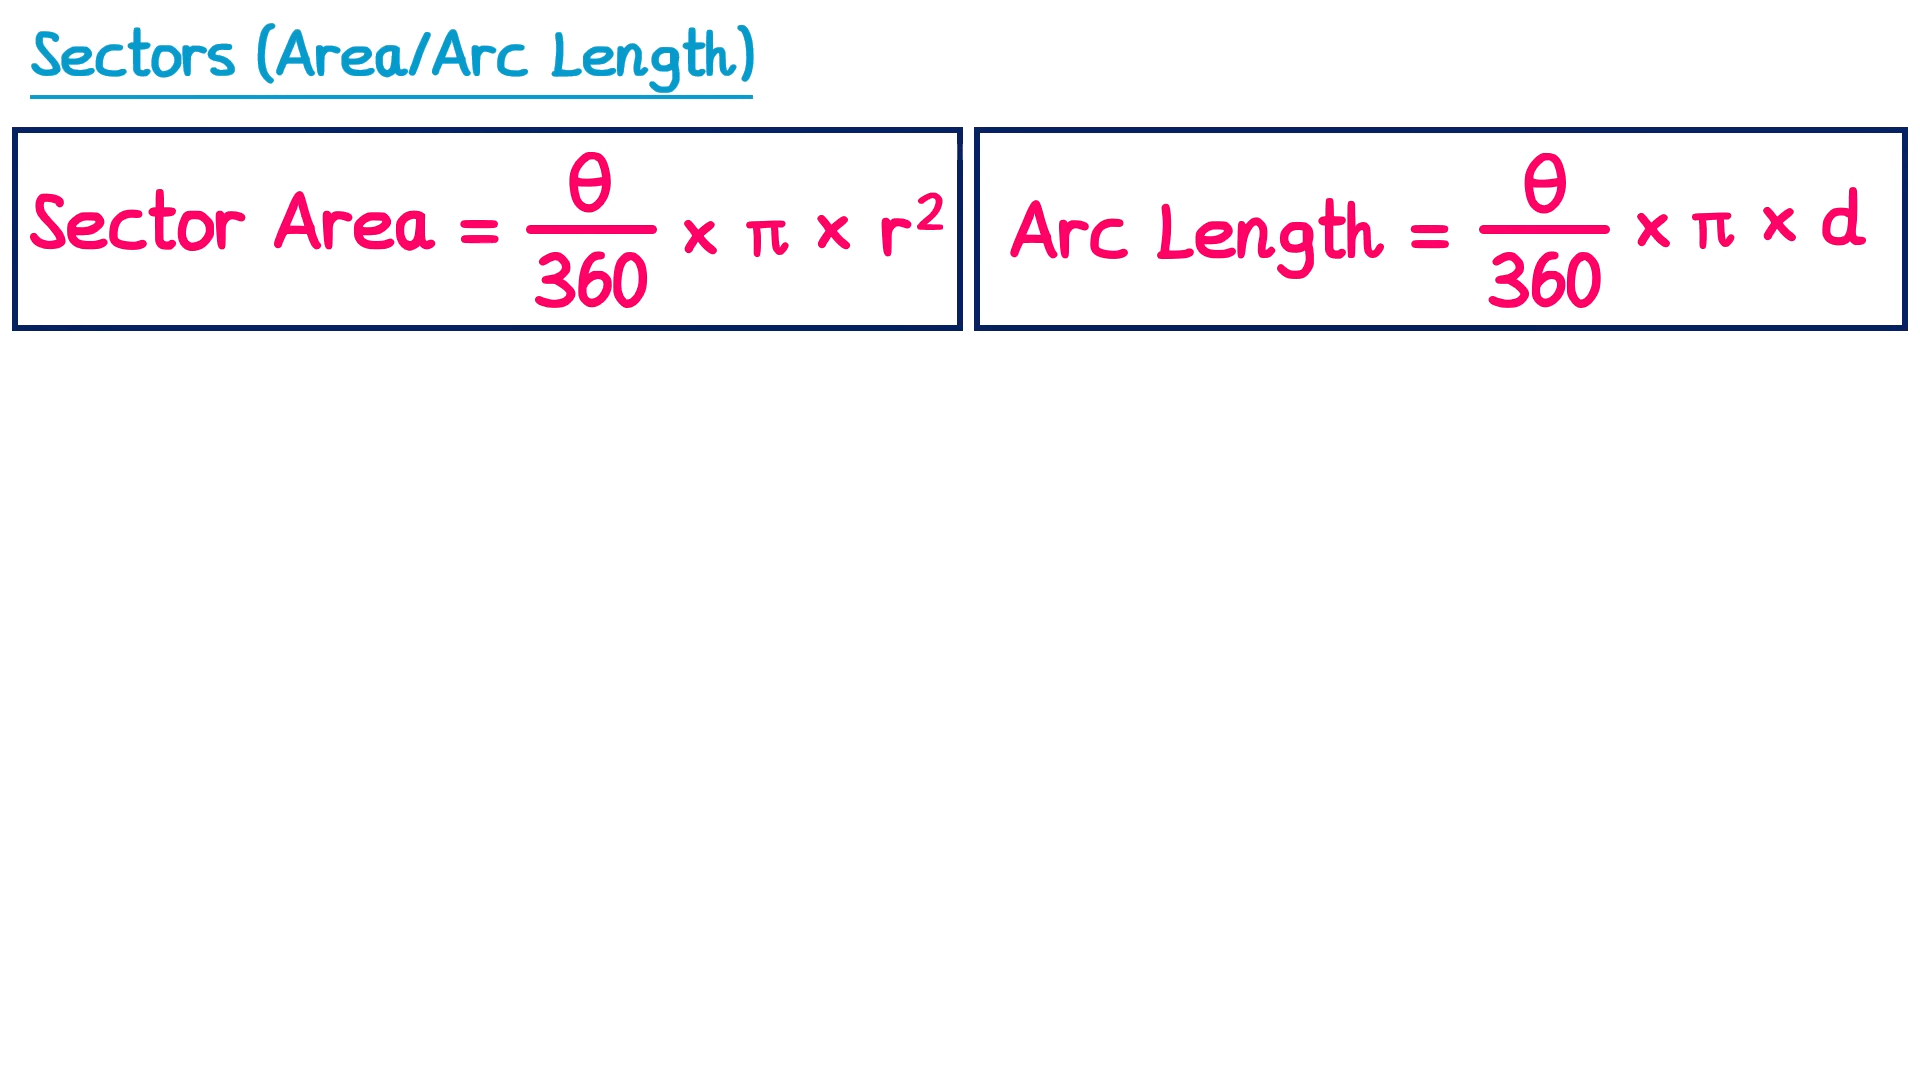 Sectors (Area/Arc Length)
Sector Area = θ/360 × π × r²
Arc Length = θ/360 × π × d